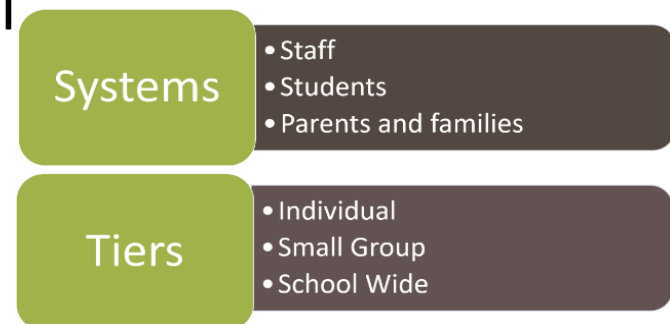 Systems
• Staff
• Students
• Parents and families
Tiers
• Individual
• Small Group
• School Wide